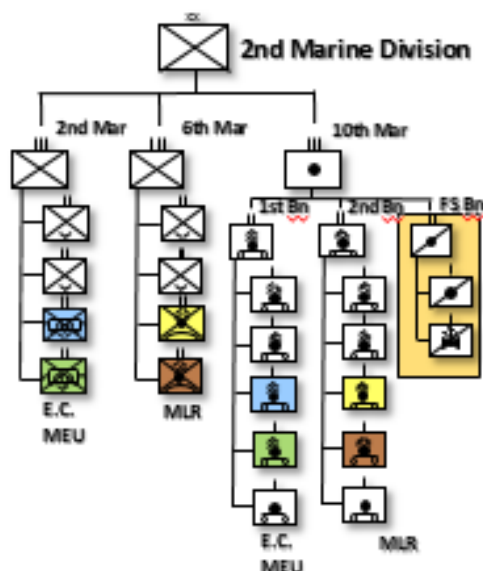 XX
2nd Marine Division
2nd Mar
6th Mar
10th Mar
1st Bn
2nd Bn
FS Bn
E.C.
MEU
MLR
E.C.
MEU
MLR